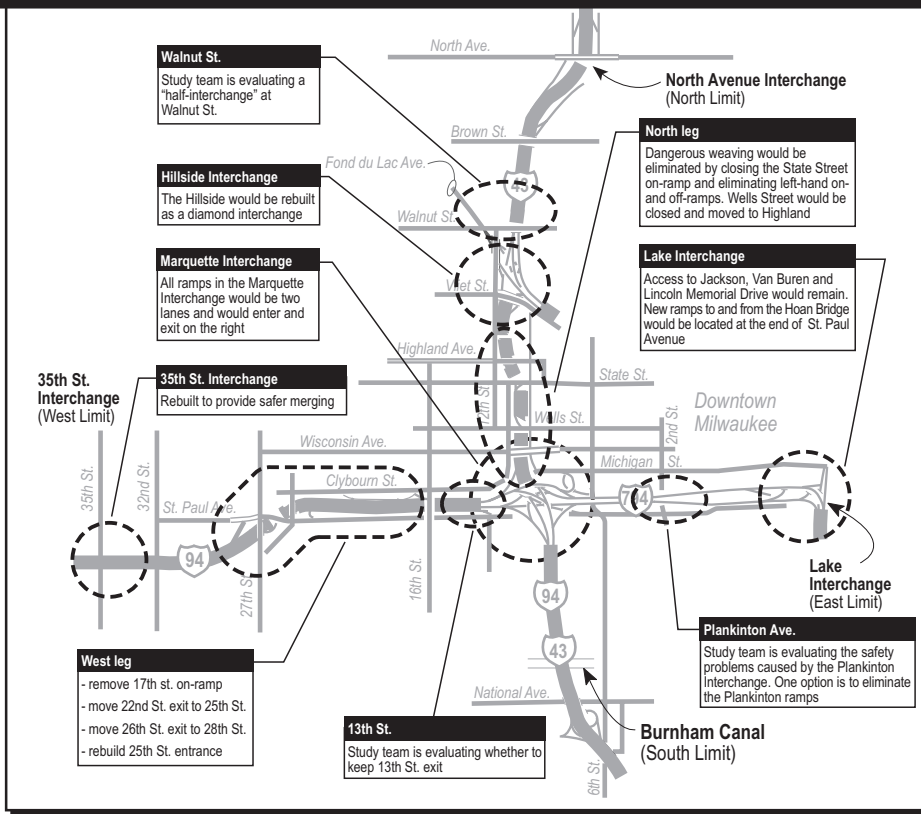 Walnut St.
Study team is evaluating a
"half-interchange" at
Walnut St.
North Ave.
North Avenue Interchange
(North Limit)
Brown St.
North leg
Dangerous weaving would be
eliminated by closing the State Street
on-ramp and eliminating left-hand on-
and off-ramps. Wells Street would be
closed and moved to Highland
Fond du Lac Ave.
43
Hillside Interchange
The Hillside would be rebuilt
as a diamond interchange
Walnut St.
Marquette Interchange
All ramps in the Marquette
Interchange would be two
lanes and would enter and
exit on the right
Vliet St.
Lake Interchange
Access to Jackson, Van Buren and
Lincoln Memorial Drive would remain.
New ramps to and from the Hoan Bridge
would be located at the end of St. Paul
Avenue
Highland Ave.
State St.
35th St.
Interchange
(West Limit)
35th St. Interchange
Rebuilt to provide safer merging
12th St
Wells St.
2nd St.
Downtown
Milwaukee
Wisconsin Ave.
Michigan St.
35th St.
32nd St.
Clybourn St.
St. Paul Ave.
794
94
27th St.
16th St.
94
Lake
Interchange
(East Limit)
43
Plankinton Ave.
Study team is evaluating the safety
problems caused by the Plankinton
Interchange. One option is to eliminate
the Plankinton ramps
West leg
- remove 17th st. on-ramp
- move 22nd St. exit to 25th St.
- move 26th St. exit to 28th St.
- rebuild 25th St. entrance
National Ave.
13th St.
Study team is evaluating whether to
keep 13th St. exit
Burnham Canal
(South Limit)
6th St.